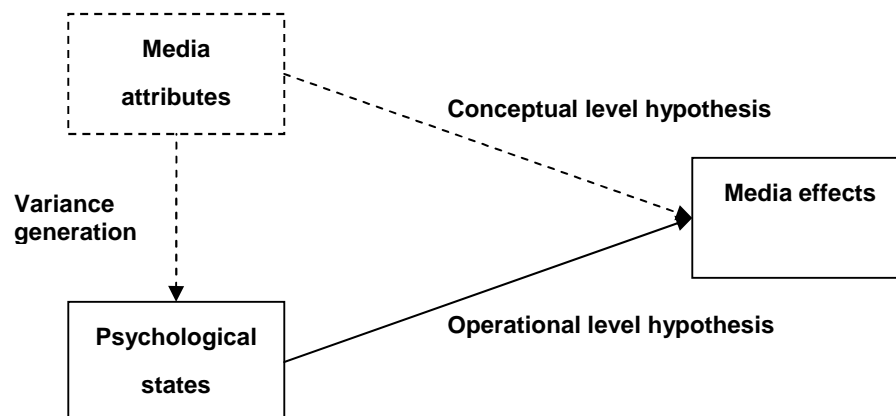 Media
attributes
Conceptual level hypothesis
Media effects
Variance
generation
Operational level hypothesis
Psychological
states